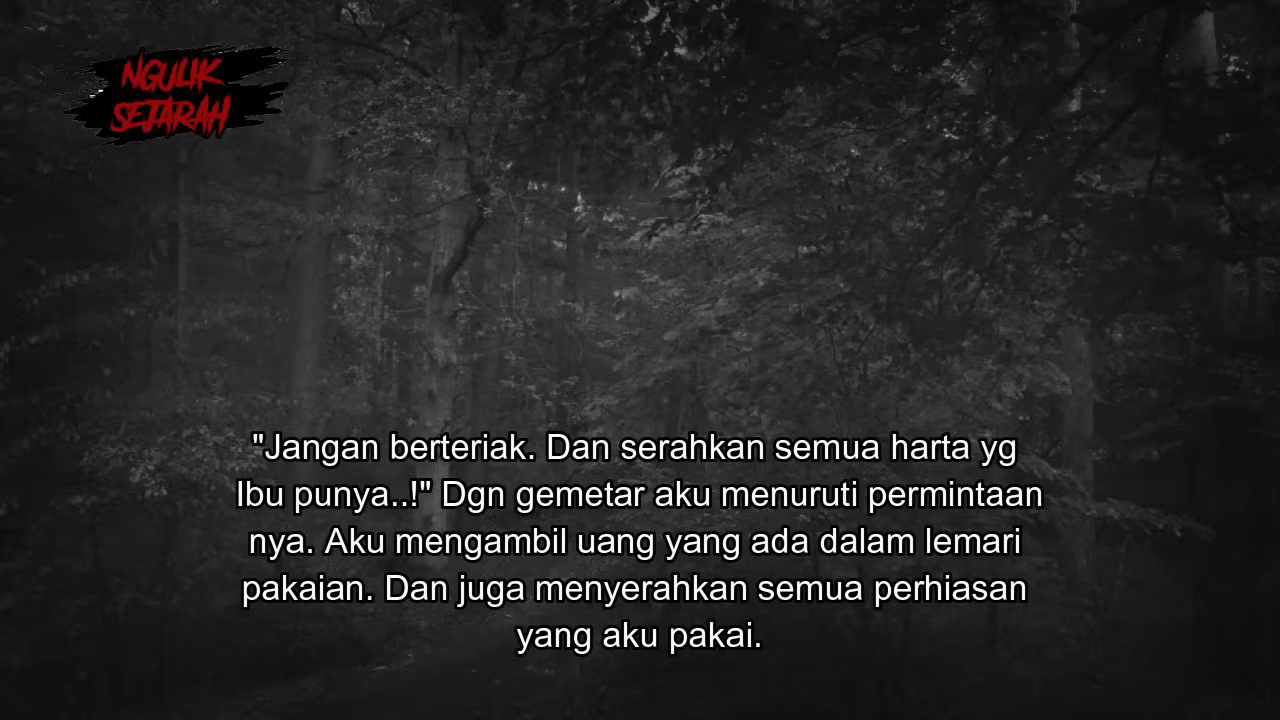 NGULIK
SEJARAH
"Jangan berteriak. Dan serahkan semua harta yg
Ibu punya..!" Dgn gemetar aku menuruti permintaan
nya. Aku mengambil uang yang ada dalam lemari
pakaian. Dan juga menyerahkan semua perhiasan
yang aku pakai.